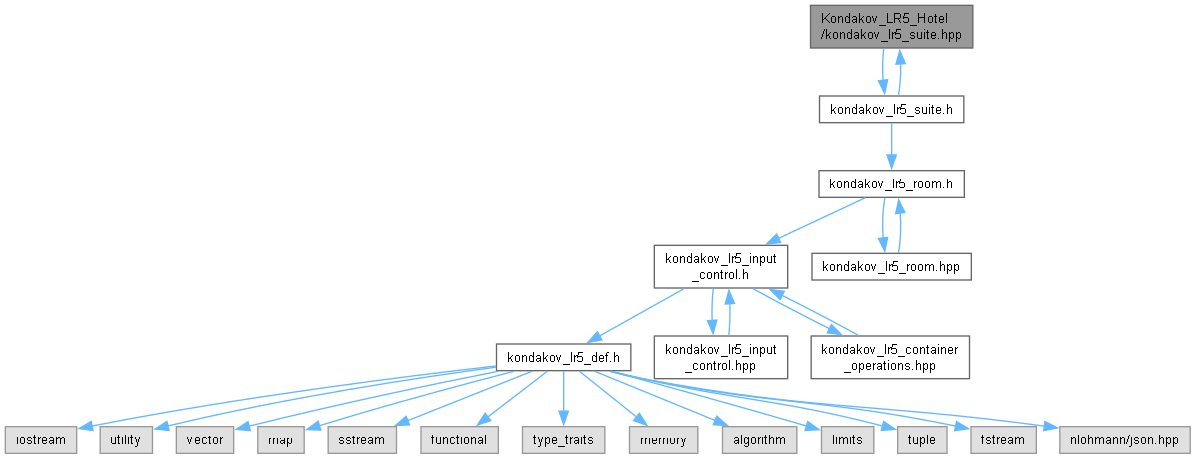 Kondakov_LR5_Hotel
/kondakov_lr5_suite.hpp
kondakov_lr5_suite.h
kondakov_lr5_room.h
kondakov_lr5_input
_control.h
kondakov_lr5_room.hpp
kondakov_lr5_def.h
kondakov_lr5_input
_control.hpp
kondakov_lr5_container
_operations.hpp
iostream
utility
vector
map
sstream
functional
type_traits
memory
algorithm
limits
tuple
fstream
nlohmann/json.hpp